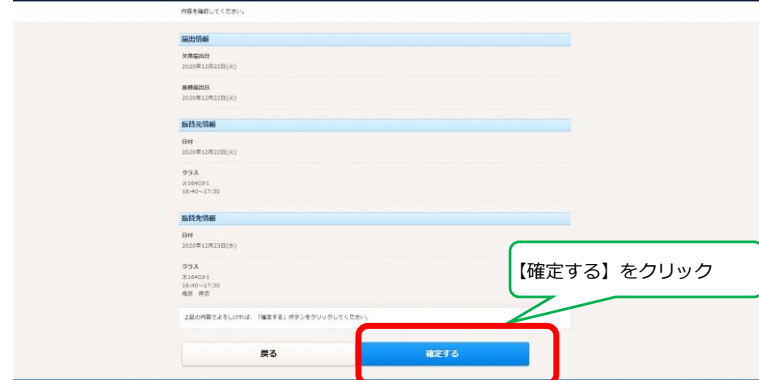 内容を確認してください。
届出情報
欠席届出日
2020年12月22日(火)
振替届出日
2020年12月22日(火)
振替元情報
日付
2020年12月22日(火)
クラス
16:40~17:30
振替先情報
日付
2020年12月23日(水)
クラス
16:40~17:30
上記の内容でよろしければ、「確定する」ボタンをクリックしてください。
戻る
確定する
【確定する】をクリック